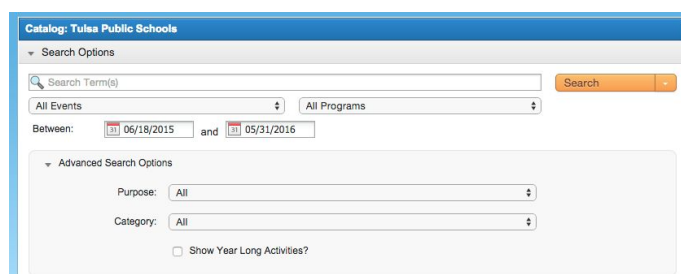 Catalog: Tulsa Public Schools
Search Options
Search Term(s) Search
All Events All Programs
Between: 31 06/18/2015 and 31 05/31/2016
Advanced Search Options
Purpose: All
Category: All
Show Year Long Activities?